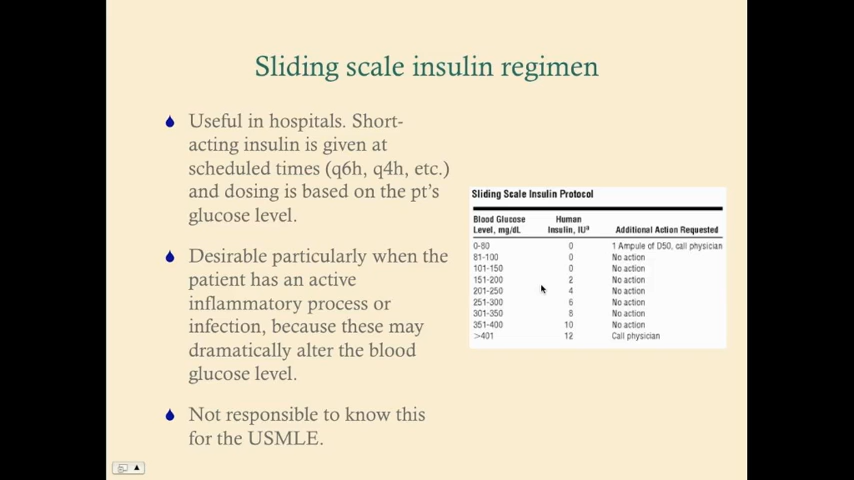 Sliding scale insulin regimen
Useful in hospitals. Short-
acting insulin is given at
scheduled times (q6h, q4h, etc.)
and dosing is based on the pt's
glucose level.
Desirable particularly when the
patient has an active
inflammatory process or
infection, because these may
dramatically alter the blood
glucose level.
Not responsible to know this
for the USMLE.
Sliding Scale Insulin Protocol
Blood Glucose Human
Level, mg/dL Insulin, IUª Additional Action Requested
0-80 0 1 Ampule of D50, call physician
81-100 0 No action
101-150 0 No action
151-200 2 No action
201-250 4 No action
251-300 6 No action
301-350 8 No action
351-400 10 No action
>401 12 Call physician